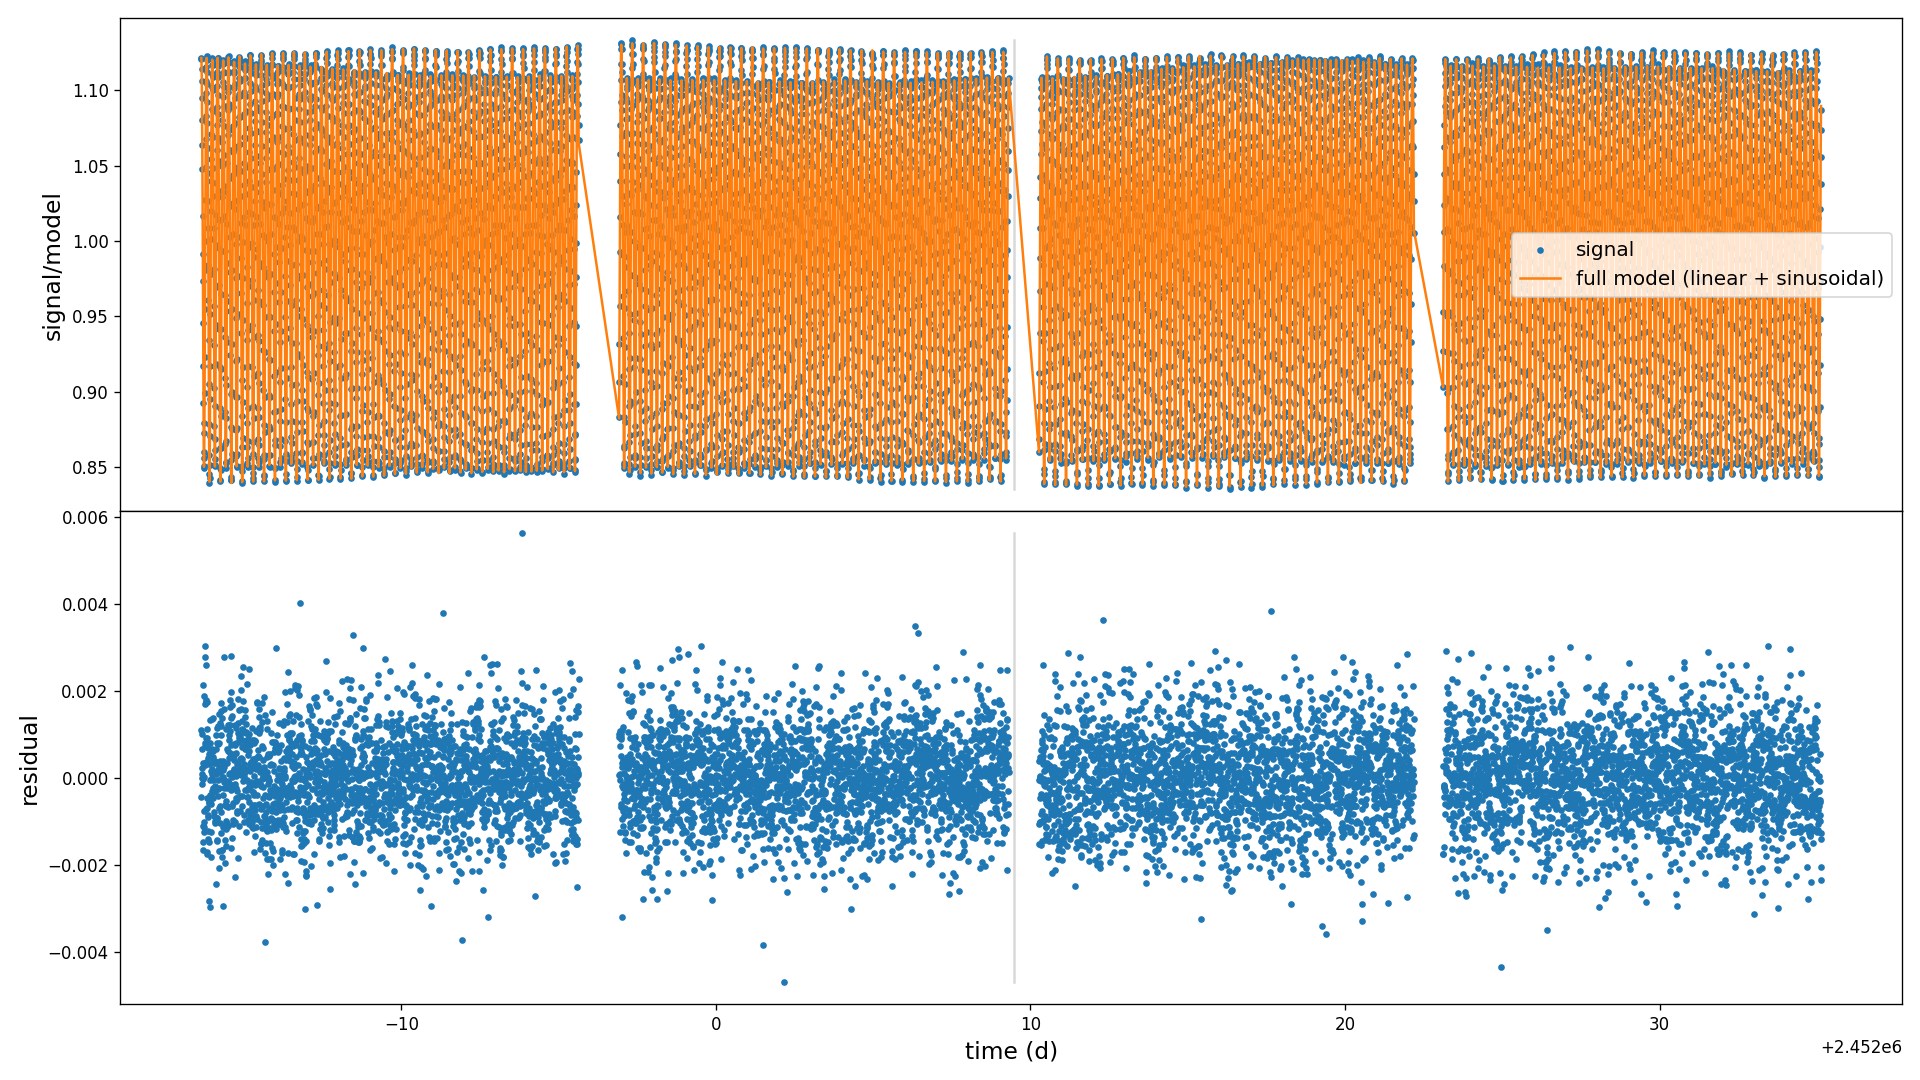 1.10
1.05
1.00
0.95
0.90
0.85
signal/model
signal
full model (linear + sinusoidal)
0.006
0.004
0.002
0.000
−0.002
−0.004
residual
−10
0
10
20
30
time (d)
+2.452e6